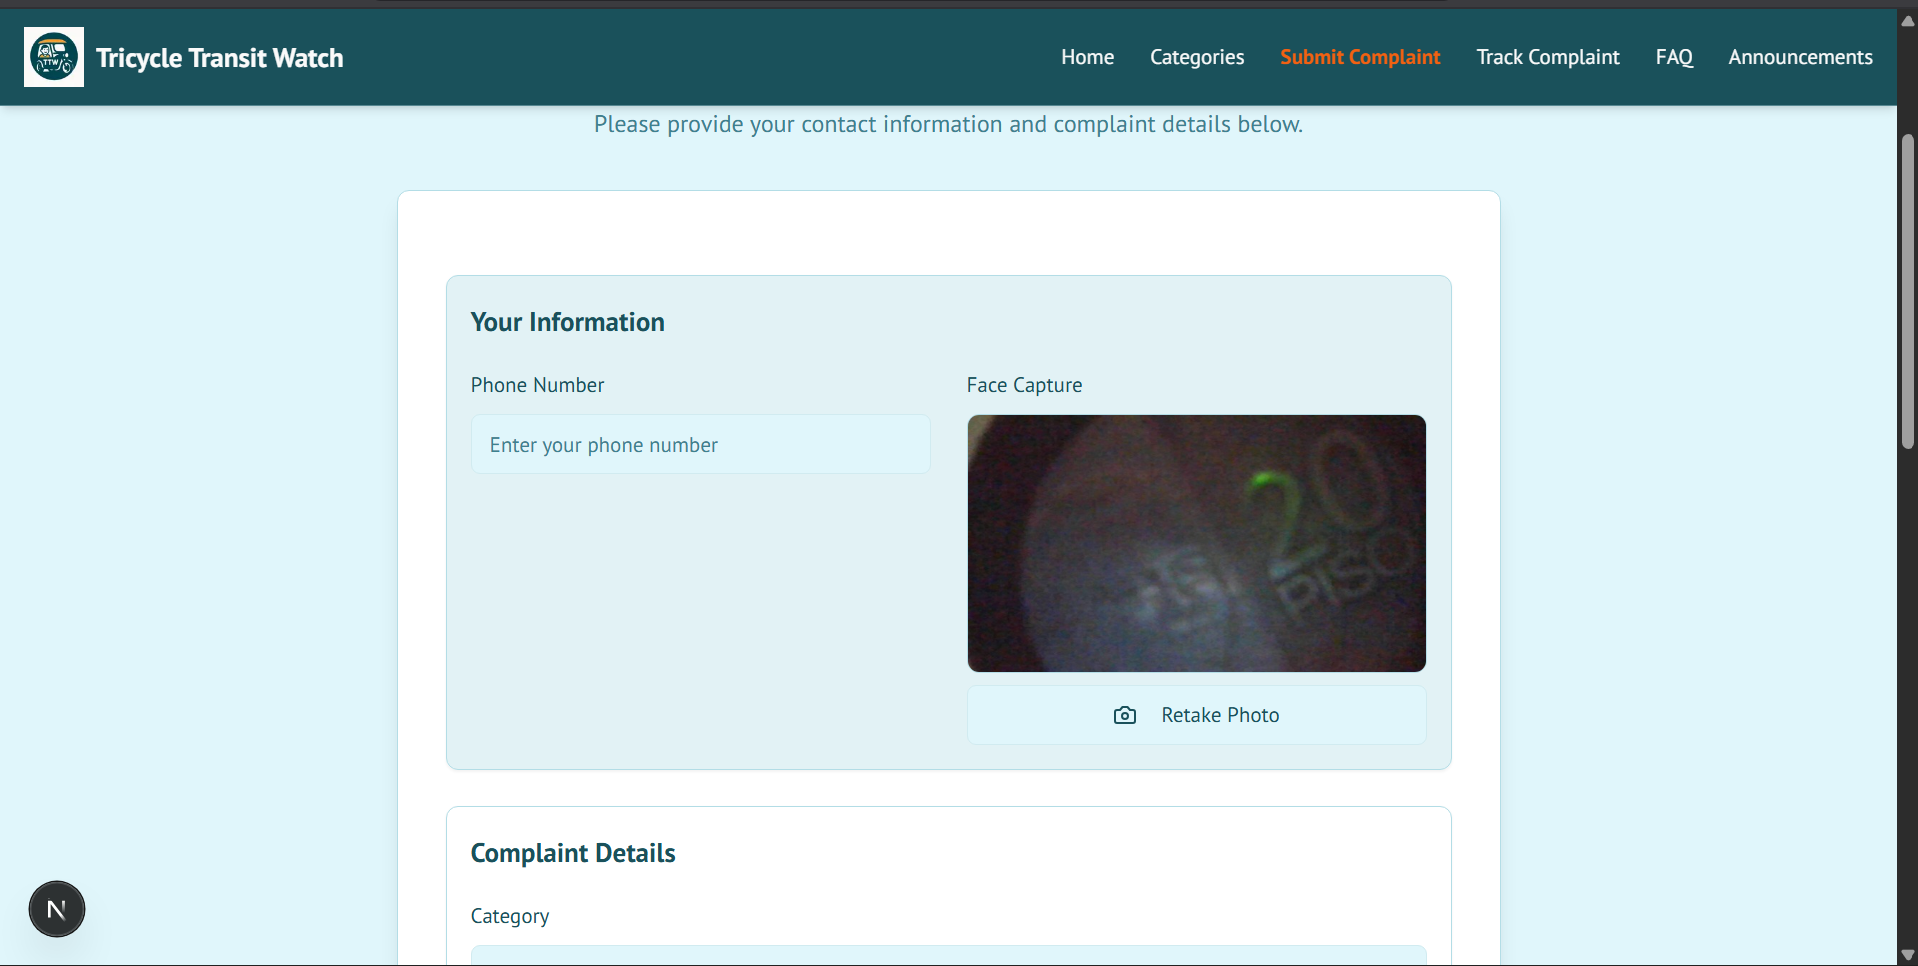 TTW
Tricycle Transit Watch
Home
Categories
Submit Complaint
Track Complaint
FAQ
Announcements
Please provide your contact information and complaint details below.
Your Information
Phone Number
Enter your phone number
Face Capture
20
PISO
Retake Photo
Complaint Details
Category
N